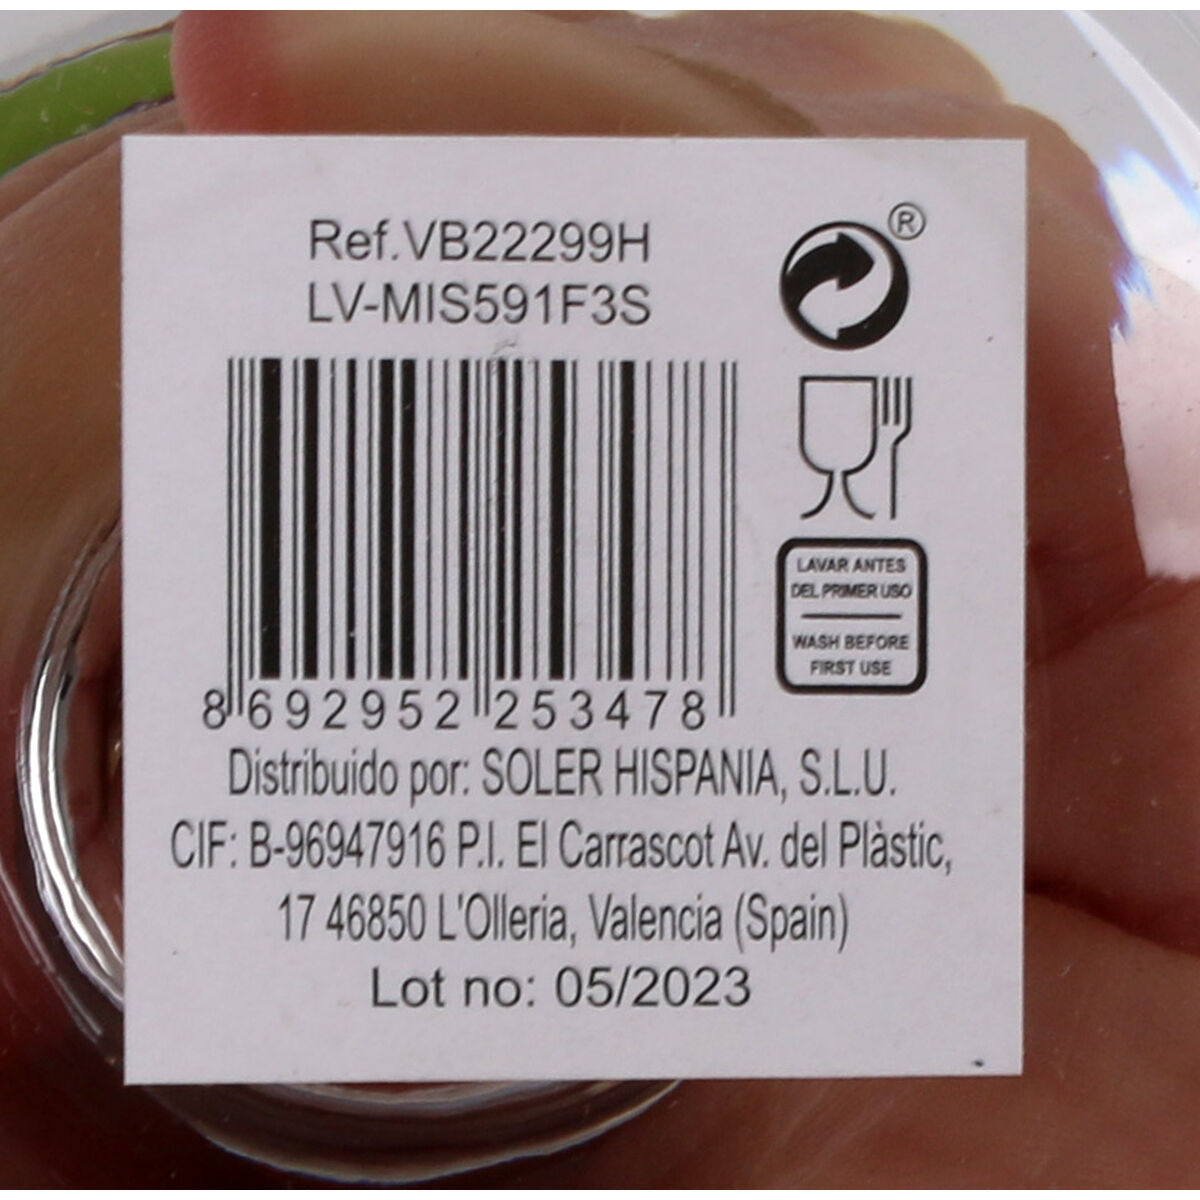 Ref.VB22299H
LV-MIS591F3S
®
8 692952 253478
LAVAR ANTES
DEL PRIMER USO
WASH BEFORE
FIRST USE
Distribuido por: SOLER HISPANIA, S.L.U.
CIF: B-96947916 P.I. El Carrascot Av. del Plàstic,
17 46850 L'Olleria, Valencia (Spain)
Lot no: 05/2023